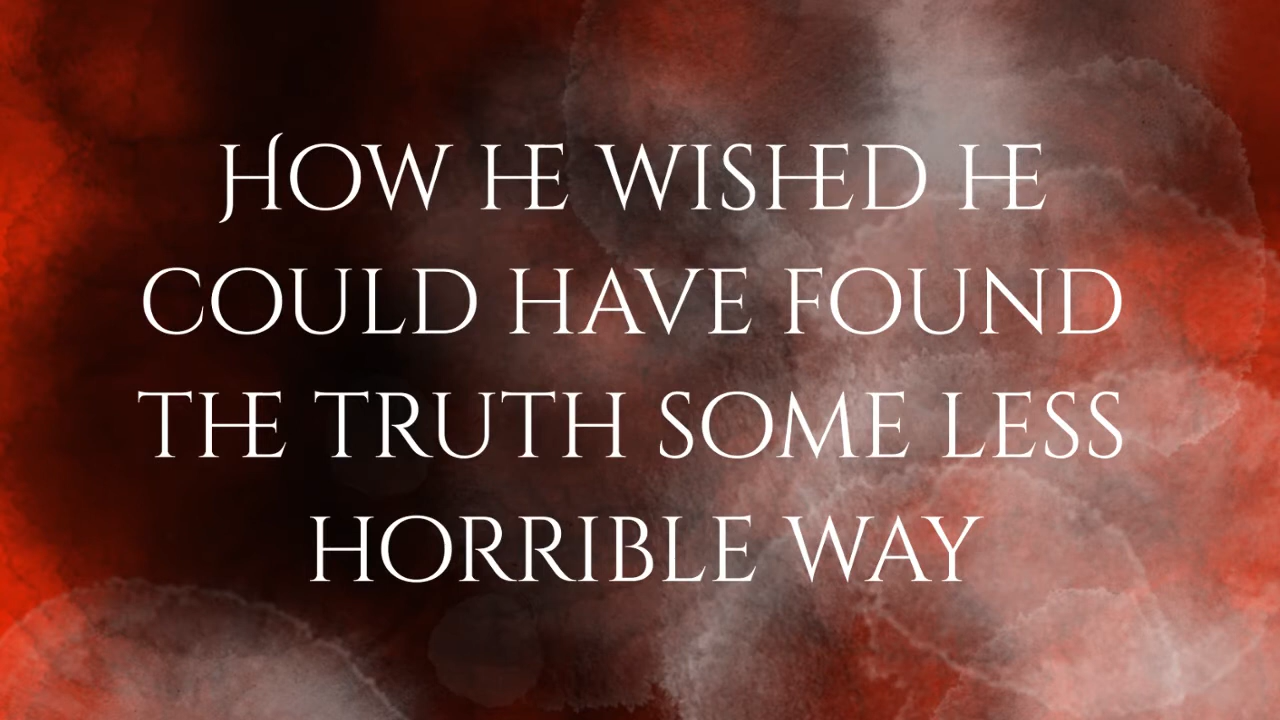 How he wished he
could have found
the truth some less
horrible way